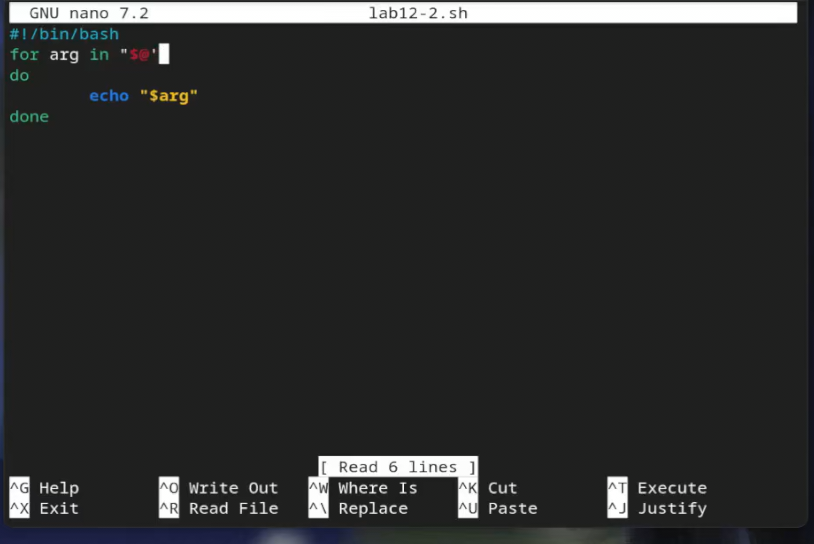 GNU nano 7.2 lab12-2.sh
#!/bin/bash
for arg in "$@'
do
        echo "$arg"
done
[ Read 6 lines ]
^G Help ^O Write Out ^W Where Is ^K Cut ^T Execute
^X Exit ^R Read File ^\ Replace ^U Paste ^J Justify